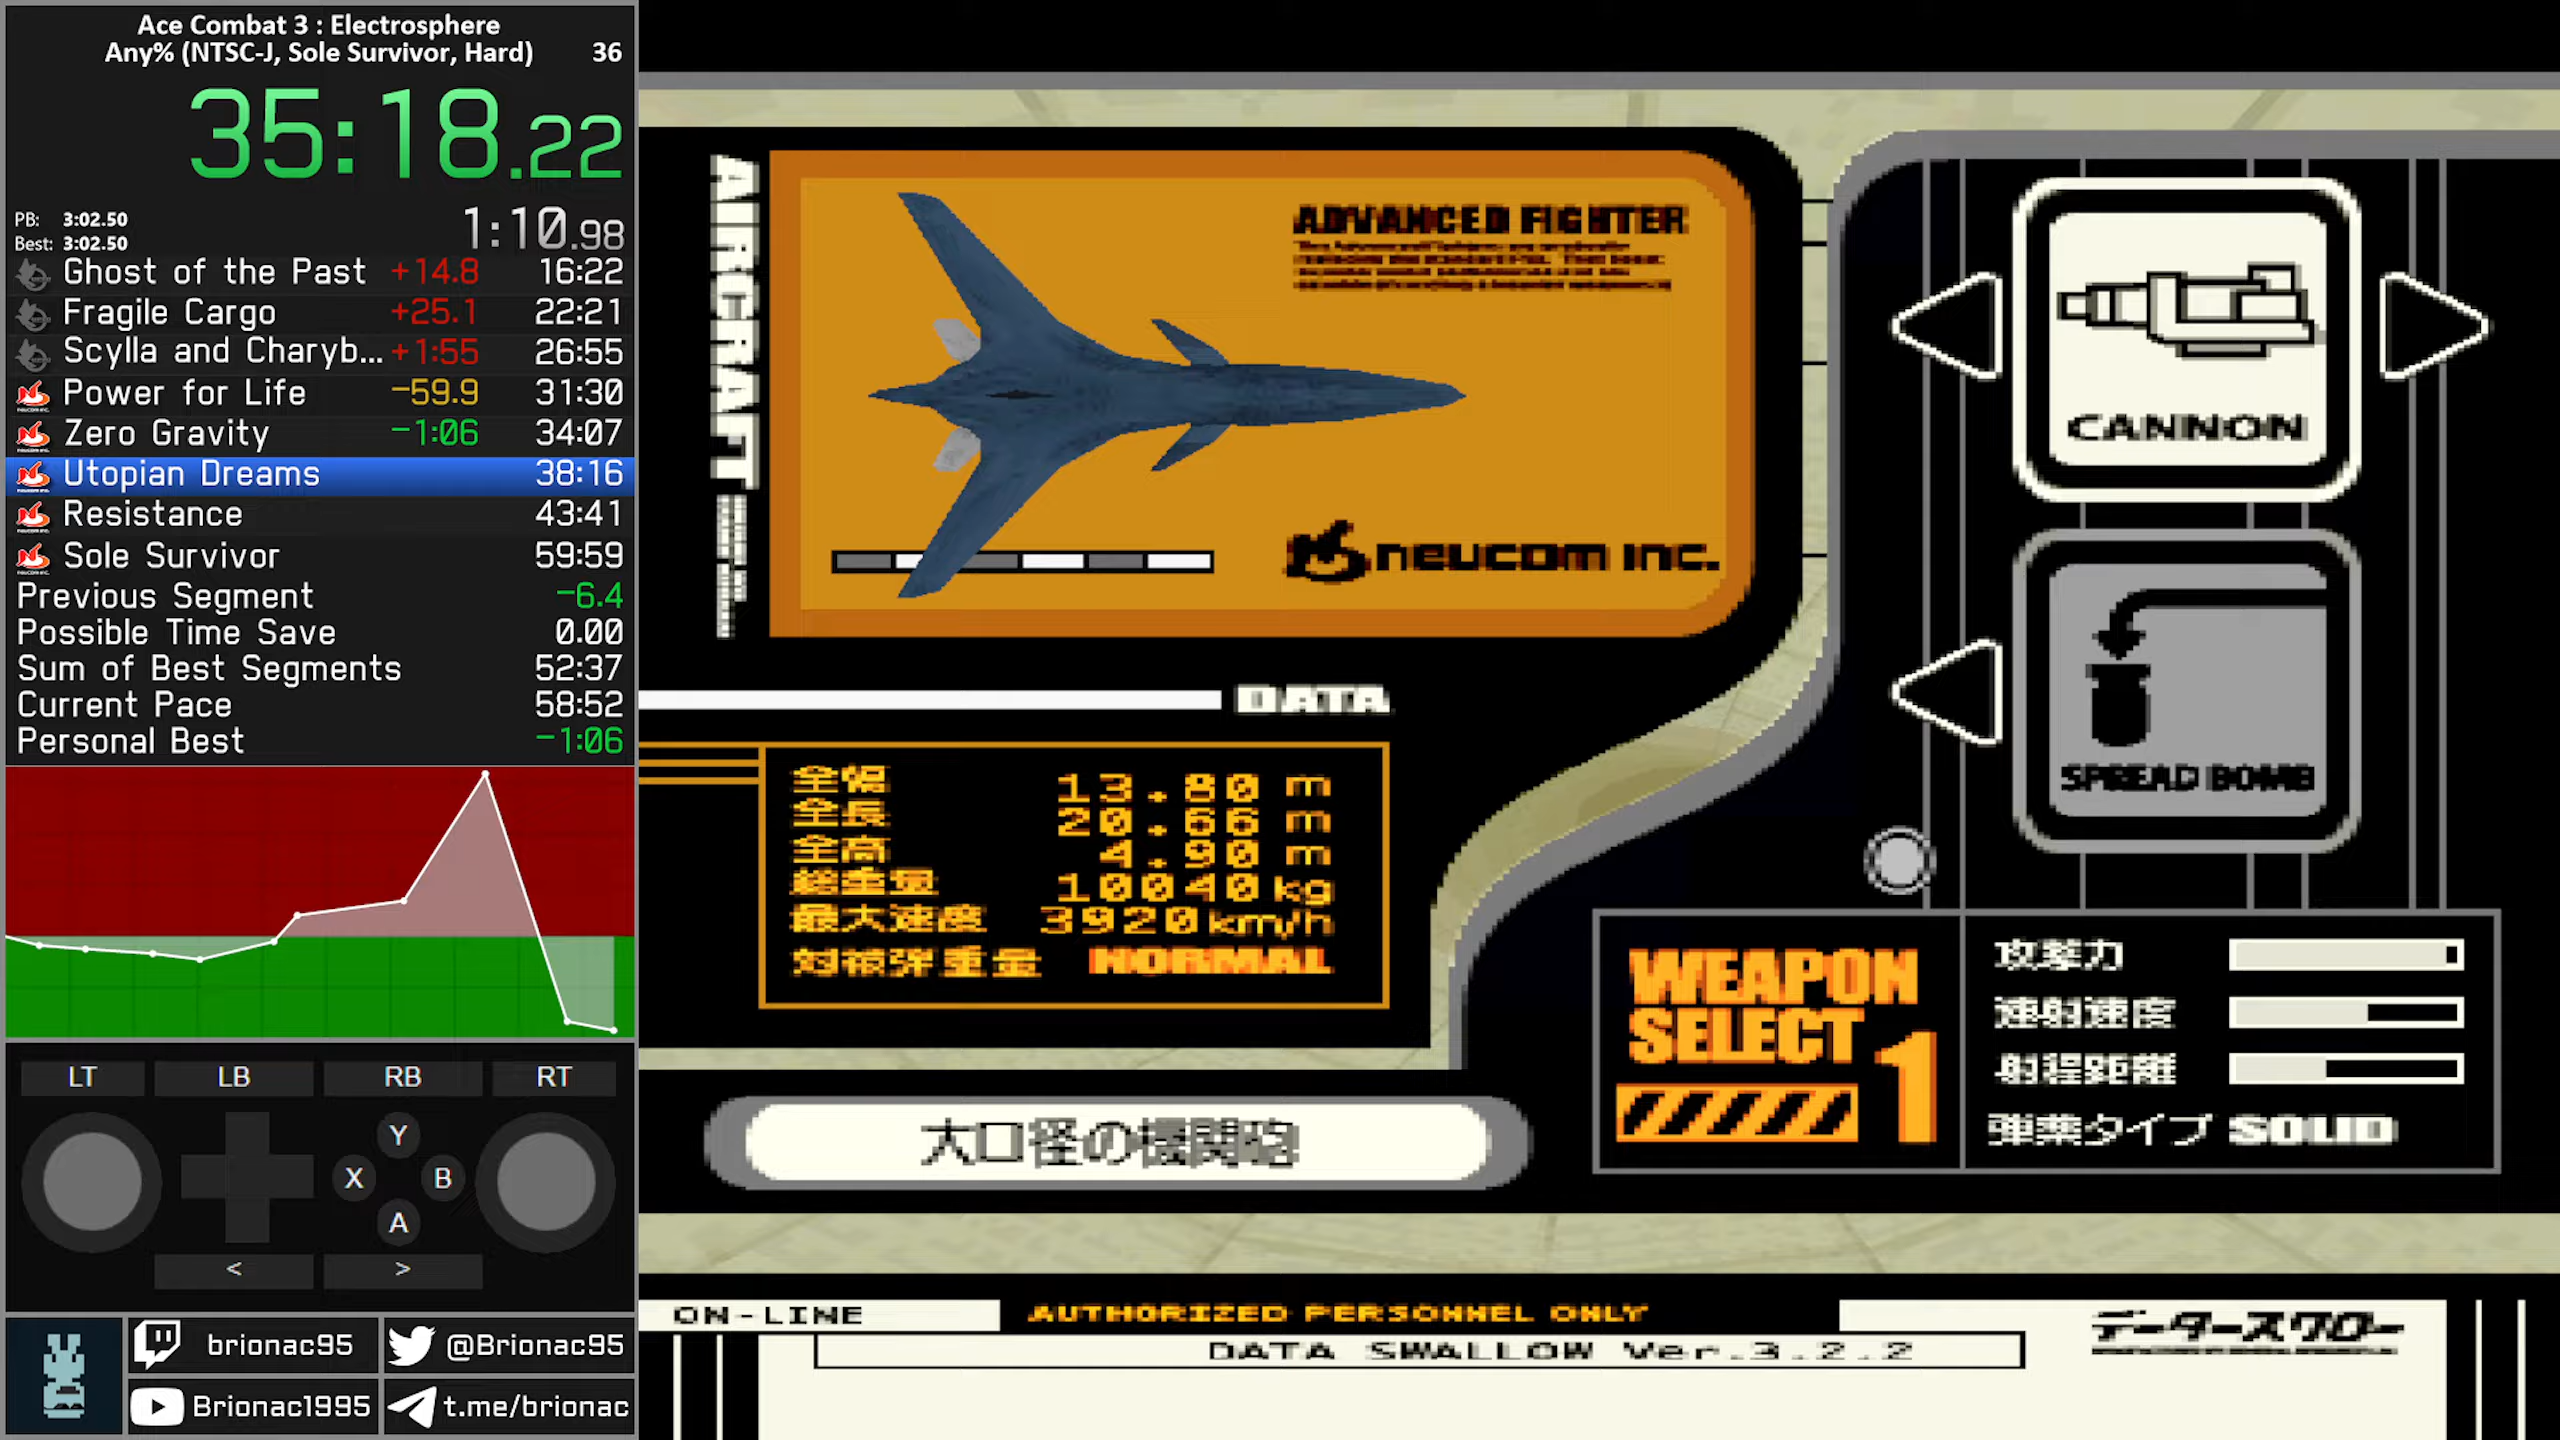 Ace Combat 3 : Electrosphere
Any% (NTSC-J, Sole Survivor, Hard) 36
35:18.22
PB: 3:02.50
Best: 3:02.50
1:10.98
Ghost of the Past +14.8 16:22
Fragile Cargo +25.1 22:21
Scylla and Charyb... +1:55 26:55
Power for Life −59.9 31:30
Zero Gravity −1:06 34:07
Utopian Dreams 38:16
Resistance 43:41
Sole Survivor 59:59
Previous Segment −6.4
Possible Time Save 0.00
Sum of Best Segments 52:37
Current Pace 58:52
Personal Best −1:06
LT LB RB RT
Y
X B
A
< >
brionac95
@Brionac95
Brionac1995
t.me/brionac
AIRCRAFT
ADVANCED FIGHTER
neucom inc.
DATA
全幅 13.80 m
全長 20.66 m
全高 4.90 m
総重量 10040 kg
最大速度 3920 km/h
対被弾重量 NORMAL
大口径の機関砲
CANNON
SPREAD BOMB
WEAPON
SELECT 1
攻撃力
速射速度
射程距離
弾薬タイプ SOLID
ON-LINE
AUTHORIZED PERSONNEL ONLY
DATA SWALLOW Ver.3.2.2
データースワロー